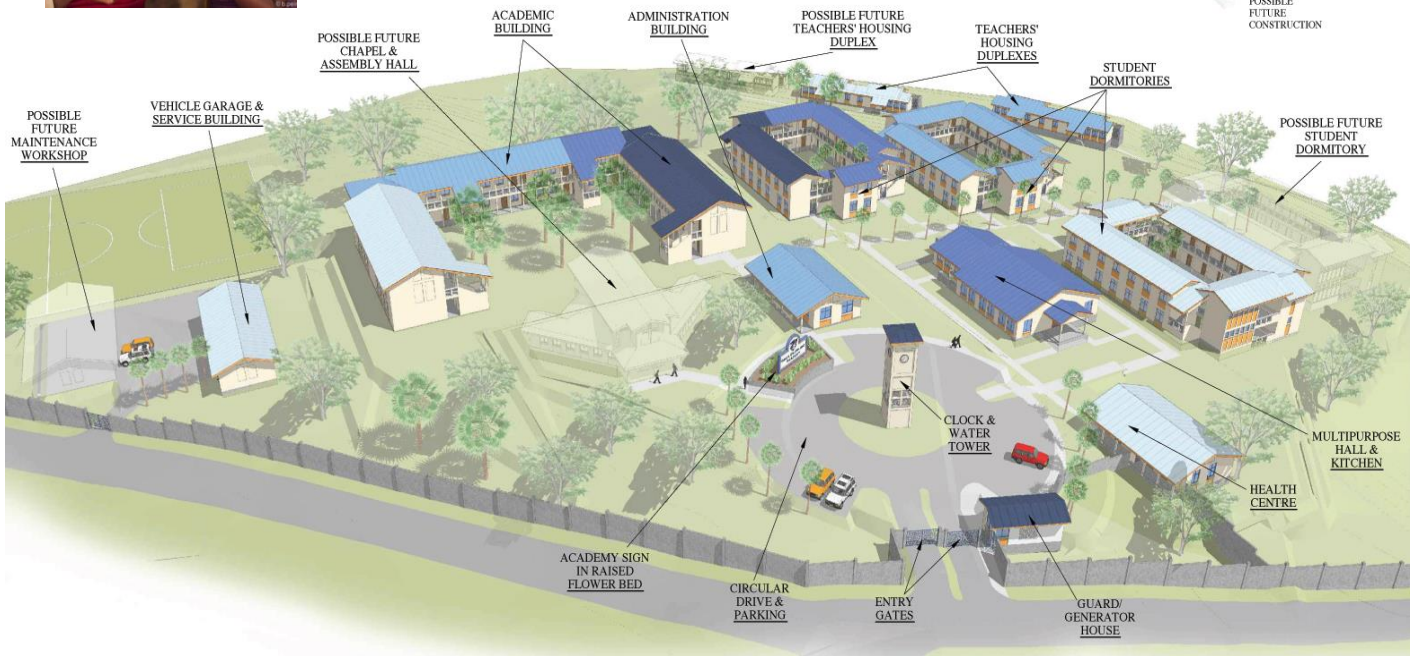 POSSIBLE
FUTURE
CONSTRUCTION
ACADEMIC
BUILDING
ADMINISTRATION
BUILDING
POSSIBLE FUTURE
TEACHERS' HOUSING
DUPLEX
TEACHERS'
HOUSING
DUPLEXES
POSSIBLE FUTURE
CHAPEL &
ASSEMBLY HALL
STUDENT
DORMITORIES
VEHICLE GARAGE &
SERVICE BUILDING
POSSIBLE
FUTURE
MAINTENANCE
WORKSHOP
POSSIBLE FUTURE
STUDENT
DORMITORY
CLOCK &
WATER
TOWER
MULTIPURPOSE
HALL &
KITCHEN
HEALTH
CENTRE
ACADEMY SIGN
IN RAISED
FLOWER BED
CIRCULAR
DRIVE &
PARKING
ENTRY
GATES
GUARD/
GENERATOR
HOUSE